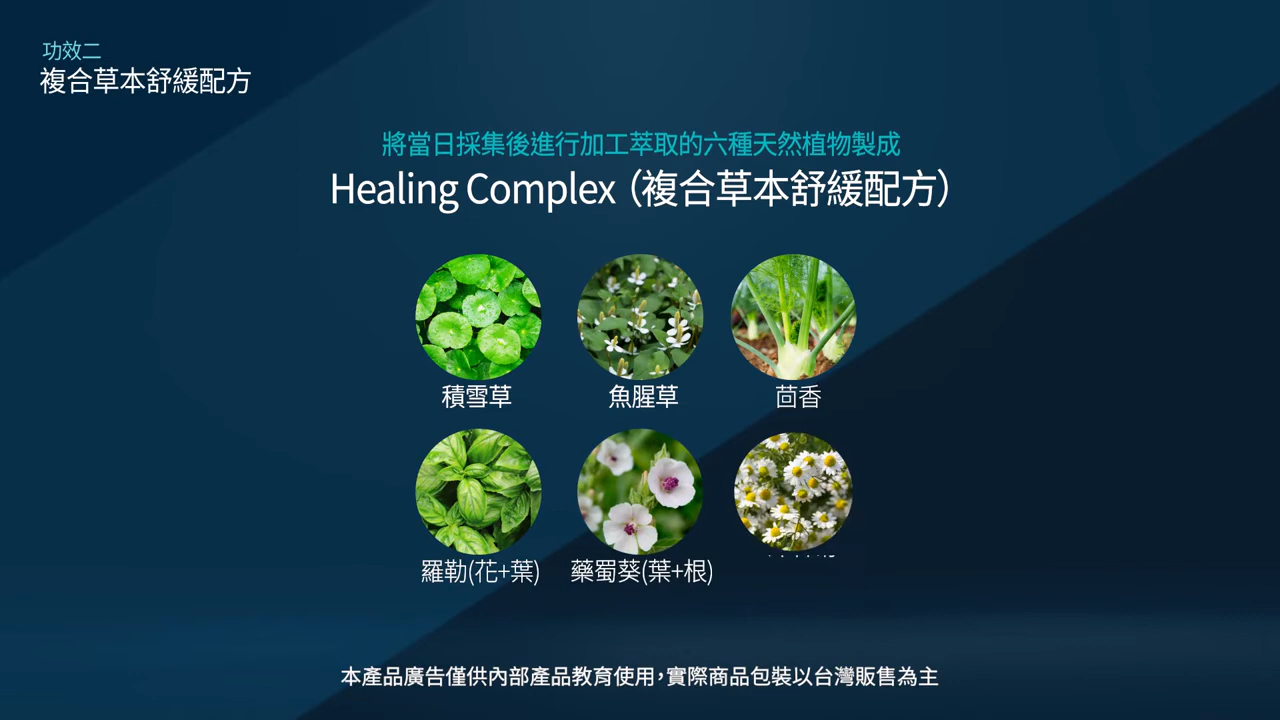 功效二
複合草本舒緩配方
將當日採集後進行加工萃取的六種天然植物製成
Healing Complex（複合草本舒緩配方）
積雪草
魚腥草
茴香
羅勒(花+葉)
藥蜀葵(葉+根)
本產品廣告僅供內部產品教育使用，實際商品包裝以台灣販售為主